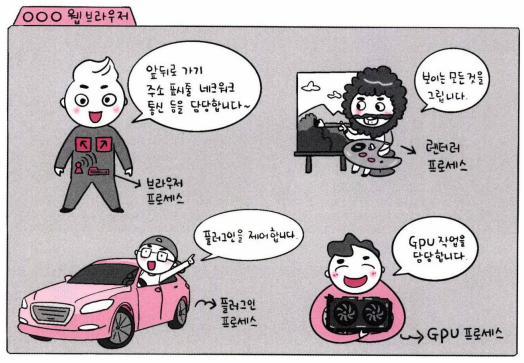 ○○○ 웹 브라우저
앞뒤로 가기
주소 표시줄 네크워크
통신 등을 담당합니다~
브라우저
프로세스
보이는 모든 것을
그립니다.
렌더러
프로세스
플러그인을 제어합니다.
플러그인
프로세스
GPU 작업을
담당합니다.
GPU 프로세스